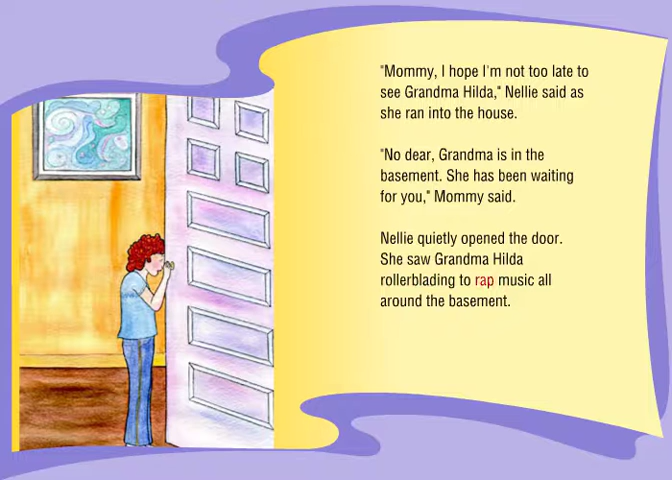 "Mommy, I hope I'm not too late to
see Grandma Hilda," Nellie said as
she ran into the house.
"No dear, Grandma is in the
basement. She has been waiting
for you," Mommy said.
Nellie quietly opened the door.
She saw Grandma Hilda
rollerblading to rap music all
around the basement.